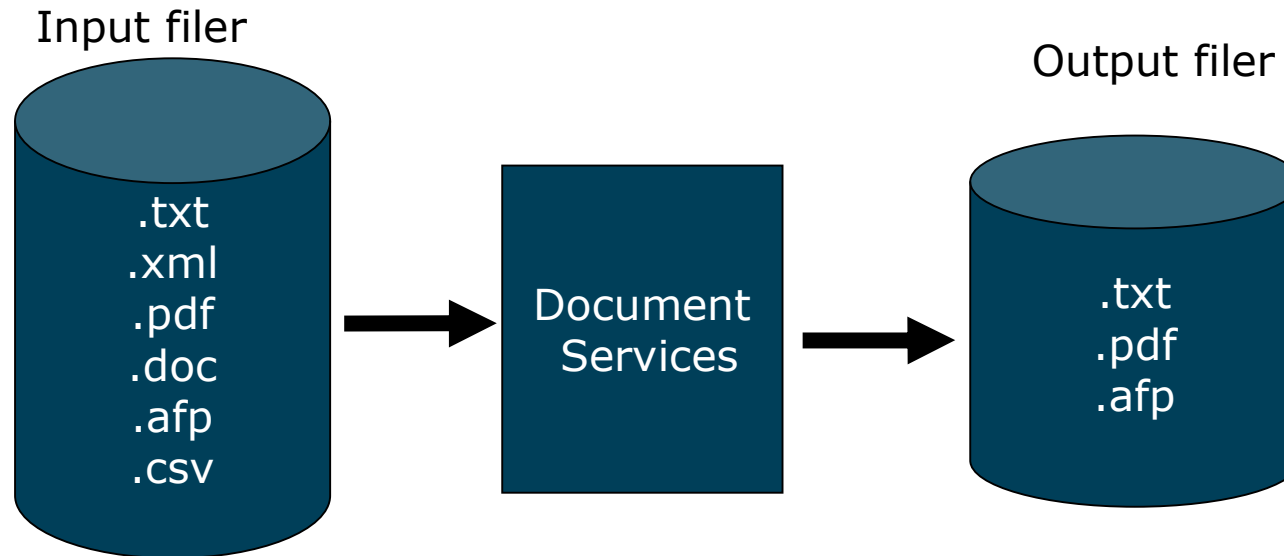 Input filer
.txt
.xml
.pdf
.doc
.afp
.csv
Document
Services
Output filer
.txt
.pdf
.afp